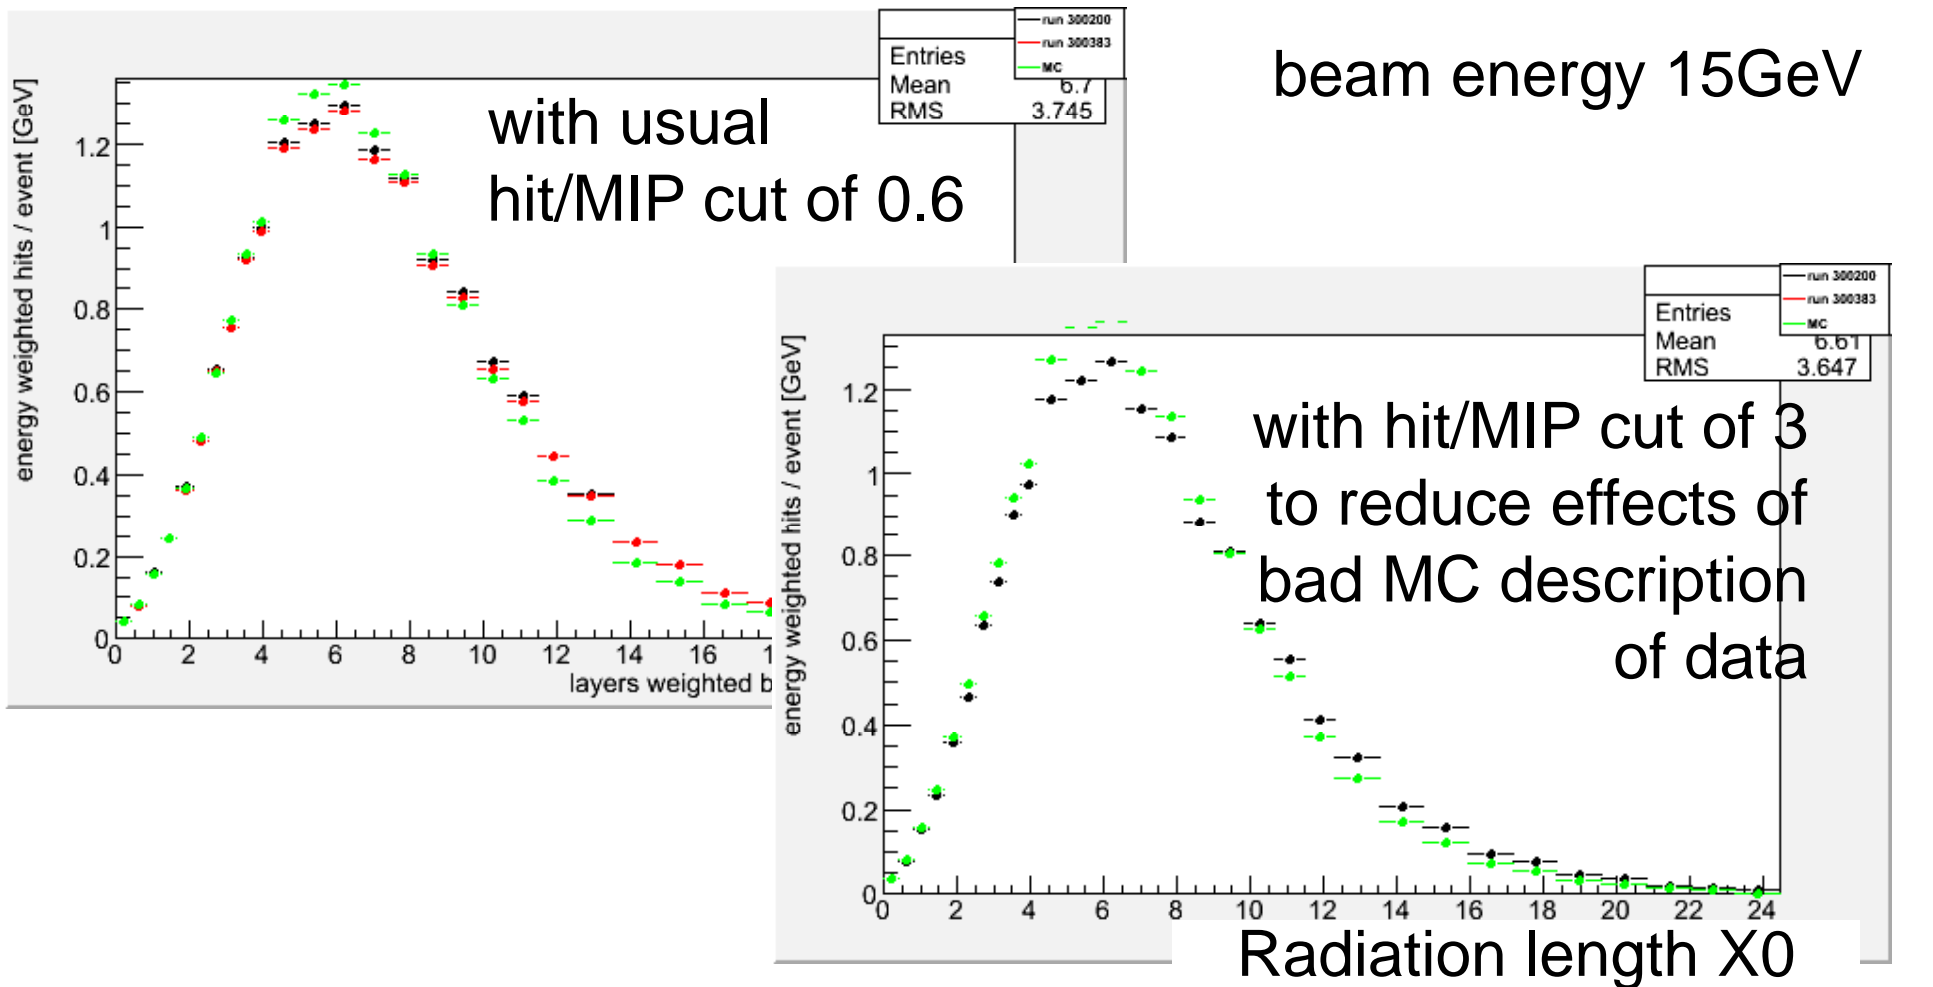 beam energy 15GeV
run 300200
run 300383
MC
Entries
Mean 6.7
RMS 3.745
with usual
hit/MIP cut of 0.6
energy weighted hits / event [GeV]
1.2
1
0.8
0.6
0.4
0.2
0
0 2 4 6 8 10 12 14 16 1
layers weighted b
run 300200
run 300383
MC
Entries
Mean 6.61
RMS 3.647
with hit/MIP cut of 3
to reduce effects of
bad MC description
of data
energy weighted hits / event [GeV]
1.2
1
0.8
0.6
0.4
0.2
0
0 2 4 6 8 10 12 14 16 18 20 22 24
Radiation length X0